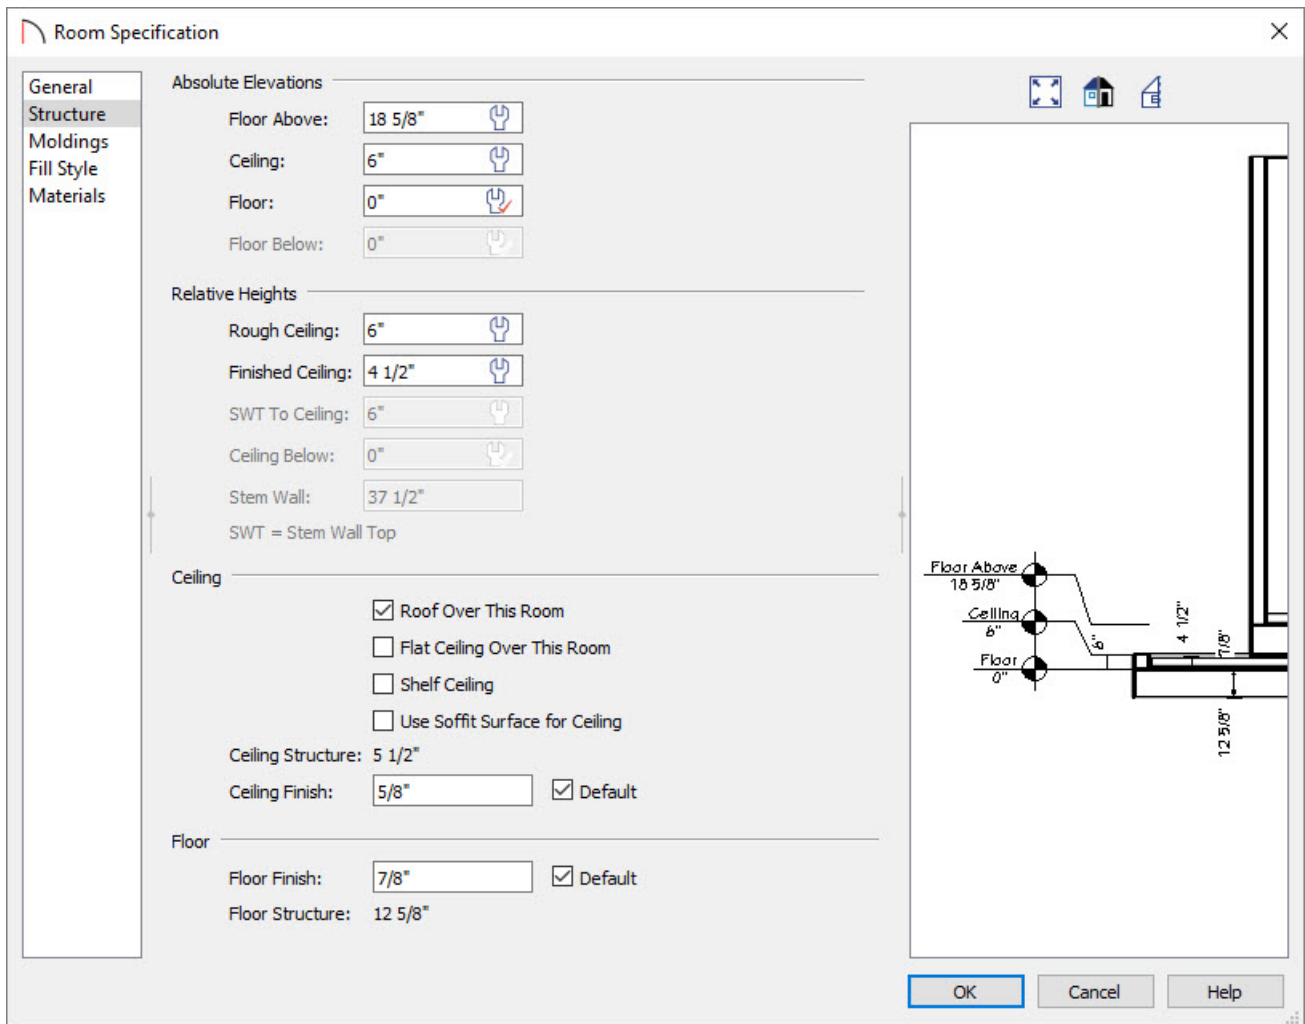 Room Specification
General
Structure
Moldings
Fill Style
Materials
Absolute Elevations
Floor Above: 18 5/8"
Ceiling: 6"
Floor: 0"
Floor Below: 0"
Relative Heights
Rough Ceiling: 6"
Finished Ceiling: 4 1/2"
SWT To Ceiling: 6"
Ceiling Below: 0"
Stem Wall: 37 1/2"
SWT = Stem Wall Top
Ceiling
Roof Over This Room
Flat Ceiling Over This Room
Shelf Ceiling
Use Soffit Surface for Ceiling
Ceiling Structure: 5 1/2"
Ceiling Finish: 5/8" Default
Floor
Floor Finish: 7/8" Default
Floor Structure: 12 5/8"
Floor Above
18 5/8"
Ceiling
6"
Floor
0"
6"
4 1/2"
7/8"
12 5/8"
OK Cancel Help